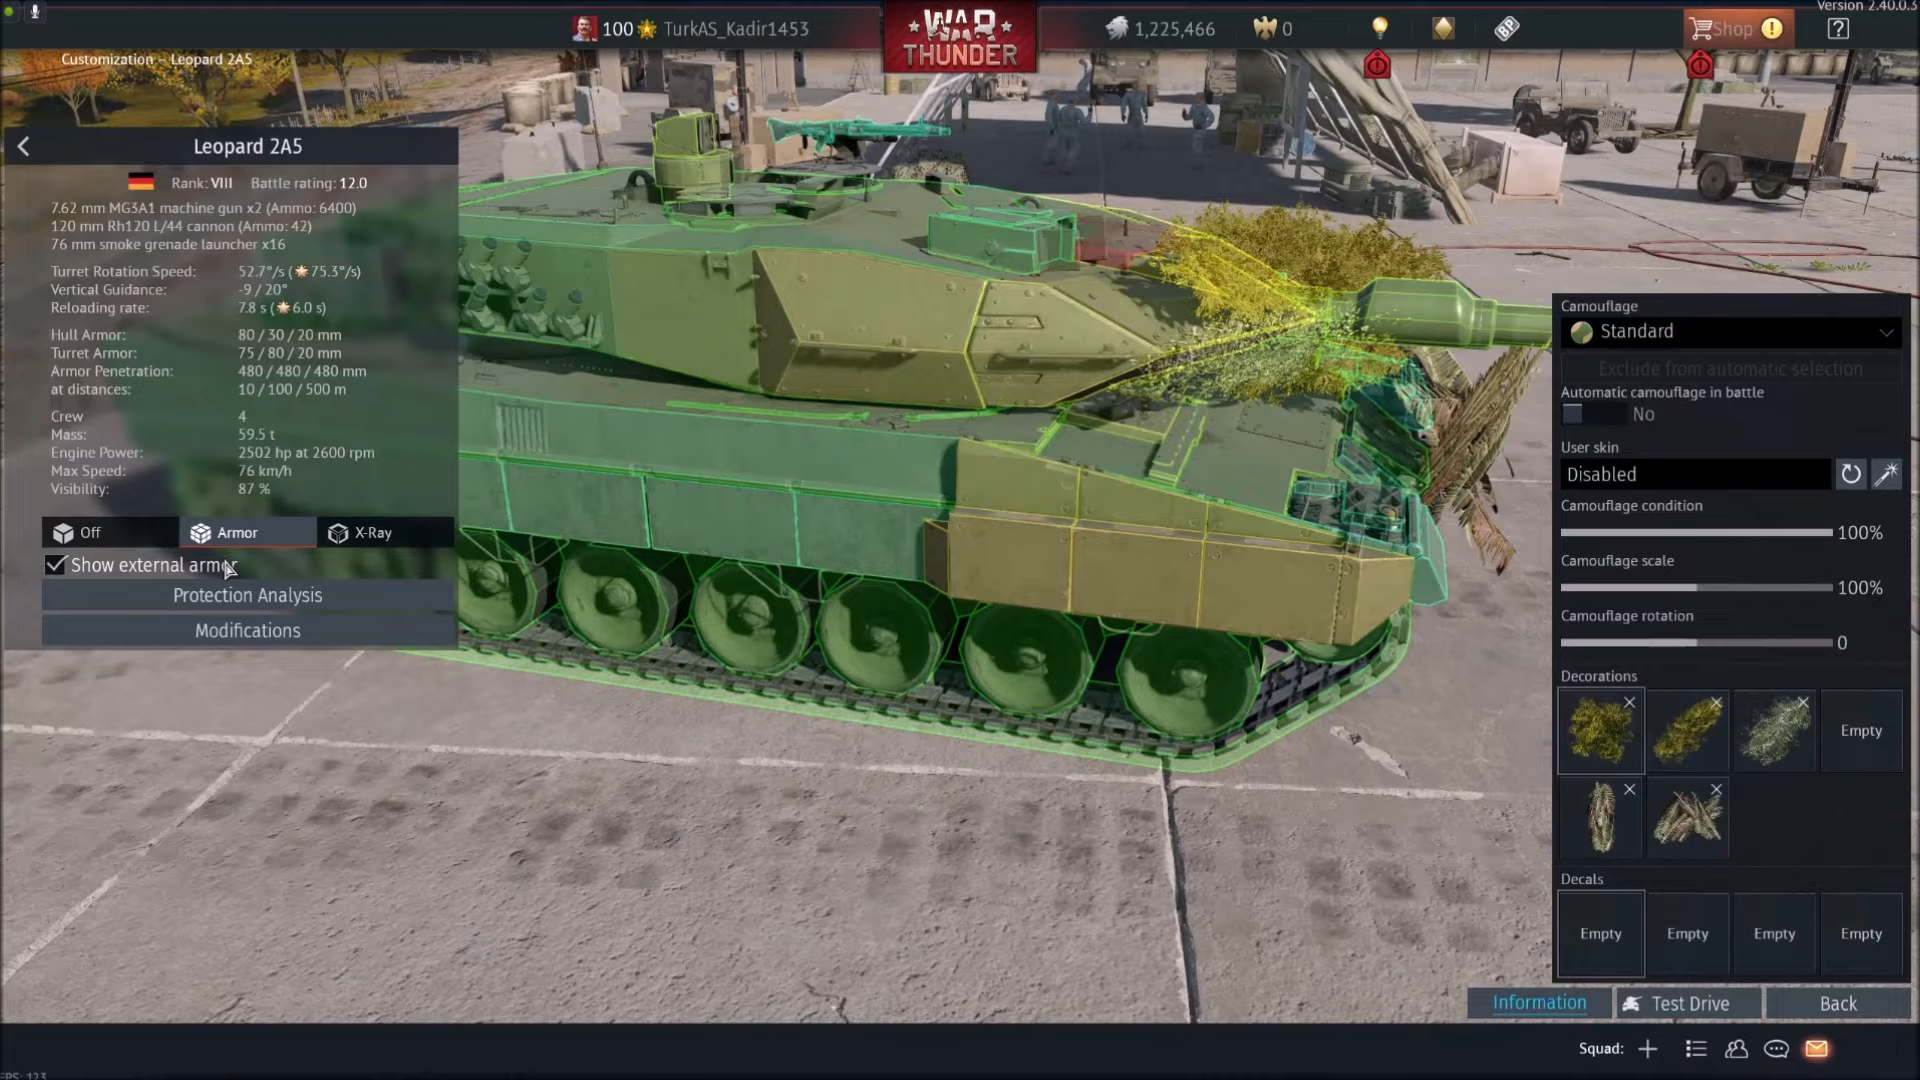 Version 2.40.0.3
100 TurkAS_Kadir1453
WAR
THUNDER
1,225,466
0
BP
Shop
?
Customization – Leopard 2A5
Leopard 2A5
Rank: VIII Battle rating: 12.0
7.62 mm MG3A1 machine gun x2 (Ammo: 6400)
120 mm Rh120 L/44 cannon (Ammo: 42)
76 mm smoke grenade launcher x16
Turret Rotation Speed: 52.7°/s (75.3°/s)
Vertical Guidance: -9 / 20°
Reloading rate: 7.8 s (6.0 s)
Hull Armor: 80 / 30 / 20 mm
Turret Armor: 75 / 80 / 20 mm
Armor Penetration: 480 / 480 / 480 mm
at distances: 10 / 100 / 500 m
Crew 4
Mass: 59.5 t
Engine Power: 2502 hp at 2600 rpm
Max Speed: 76 km/h
Visibility: 87 %
Off Armor X-Ray
Show external armor
Protection Analysis
Modifications
Camouflage
Standard
Exclude from automatic selection
Automatic camouflage in battle
No
User skin
Disabled
Camouflage condition
100%
Camouflage scale
100%
Camouflage rotation
0
Decorations
Empty
Decals
Empty Empty Empty Empty
Information Test Drive Back
Squad:
FPS: 123